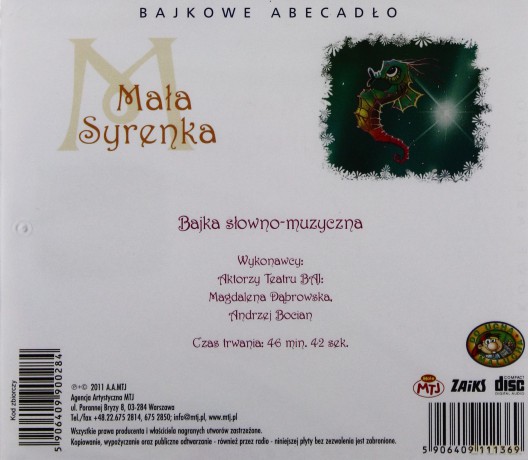 BAJKOWE ABECADŁO
M
Mała
Syrenka
Bajka słowno-muzyczna
Wykonawcy:
Aktorzy Teatru BAJ:
Magdalena Dąbrowska,
Andrzej Bocian
Czas trwania: 46 min. 42 sek.
Kod zbiorczy
5 906409 900284
℗ · © 2011 A.A.MTJ
Agencja Artystyczna MTJ
ul. Porannej Bryzy 8, 03-284 Warszawa
Tel./fax +48.22.675 2814, 675 2850; info@mtj.pl, www.mtj.pl
Wszystkie prawa producenta i właściciela nagranych utworów zastrzeżone.
Kopiowanie, wypożyczanie oraz publiczne odtwarzanie - również przez radio - niniejszej płyty bez zezwolenia jest zabronione.
MTJ
ZAiKS
COMPACT
disc
DIGITAL AUDIO
5 906409 111369